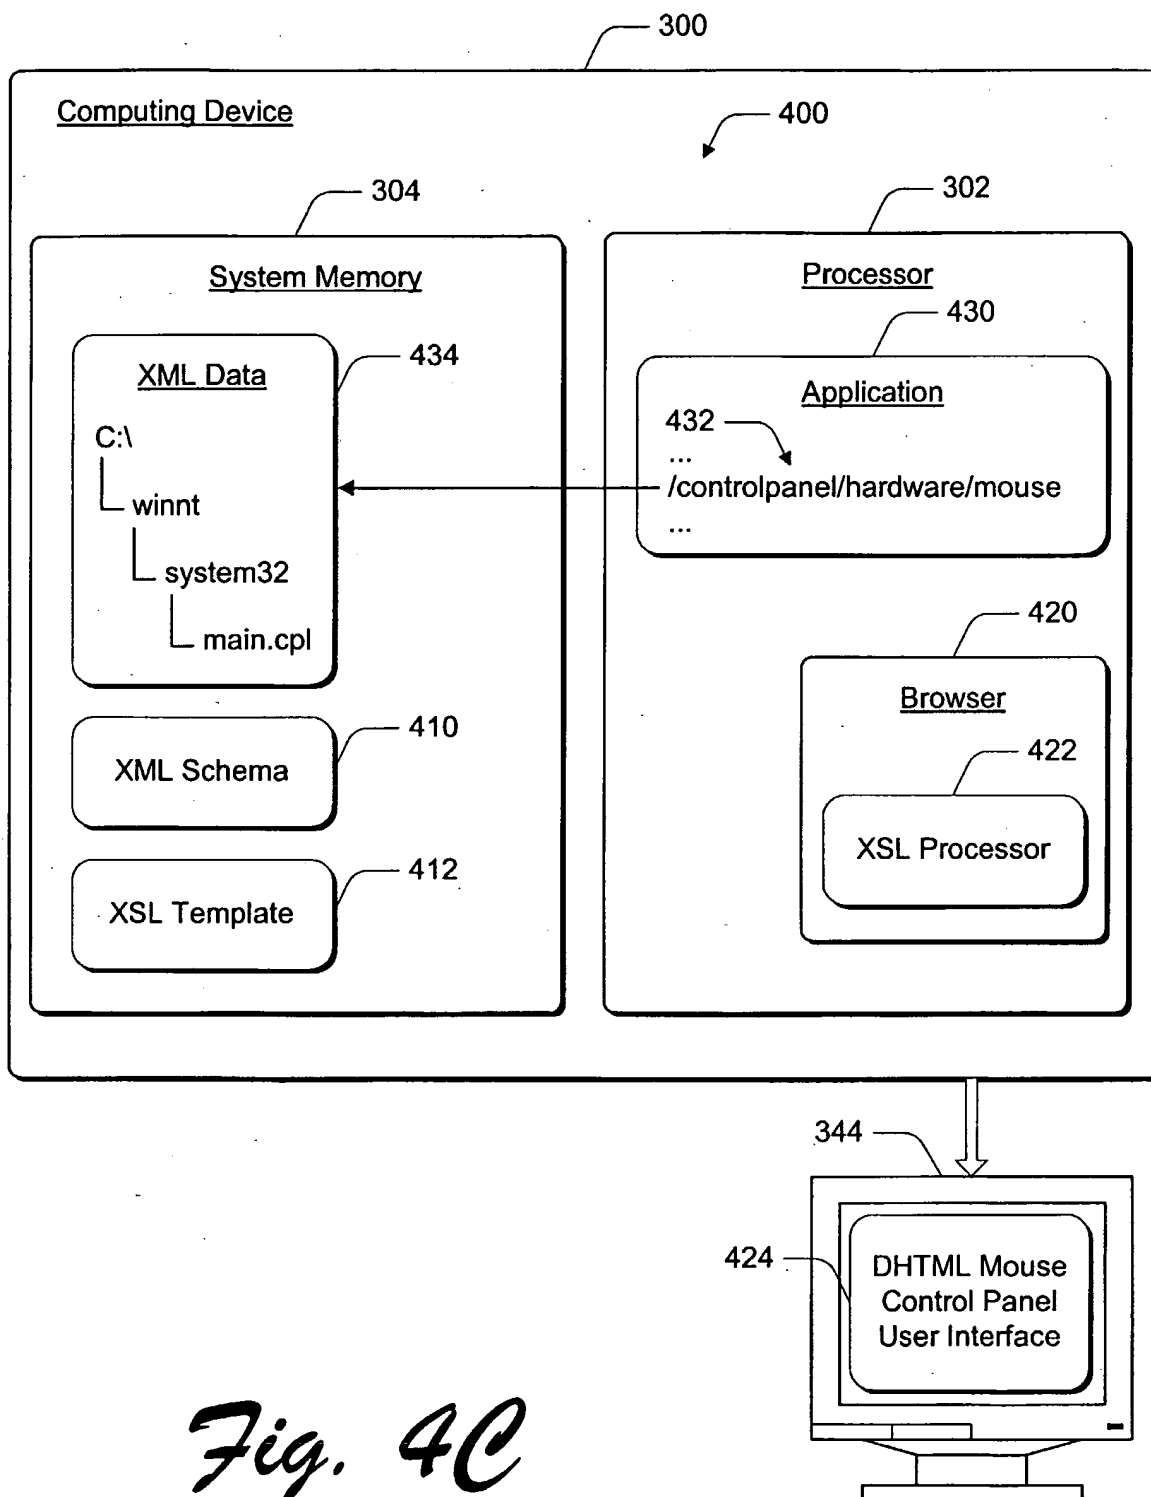 300
Computing Device
400
304
302
System Memory
Processor
434
430
XML Data
Application
C:\
432
...
winnt
/controlpanel/hardware/mouse
...
system32
main.cpl
420
Browser
410
XML Schema
422
XSL Processor
412
XSL Template
344
424
DHTML Mouse
Control Panel
User Interface
Fig. 4C